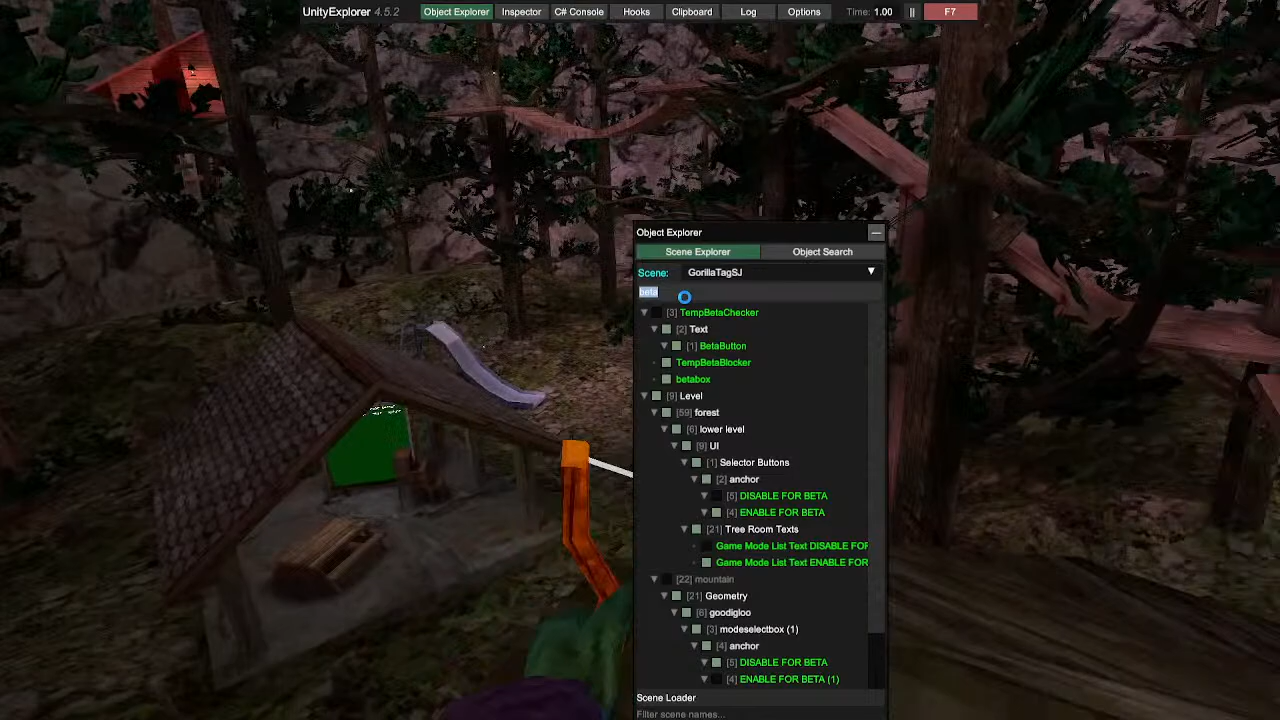 UnityExplorer 4.5.2 Object Explorer Inspector C# Console Hooks Clipboard Log Options Time: 1.00 || F7
Object Explorer —
Scene Explorer Object Search
Scene: GorillaTagSJ ▼
beta
▼ [3] TempBetaChecker
▼ [2] Text
▼ [1] BetaButton
TempBetaBlocker
betabox
▼ [9] Level
▼ [59] forest
▼ [6] lower level
▼ [9] UI
▼ [1] Selector Buttons
▼ [2] anchor
▼ [5] DISABLE FOR BETA
▼ [4] ENABLE FOR BETA
▼ [21] Tree Room Texts
Game Mode List Text DISABLE FOR
Game Mode List Text ENABLE FOR
▼ [22] mountain
▼ [21] Geometry
▼ [6] goodigloo
▼ [3] modeselectbox (1)
▼ [4] anchor
▼ [5] DISABLE FOR BETA
▼ [4] ENABLE FOR BETA (1)
Scene Loader
Filter scene names...